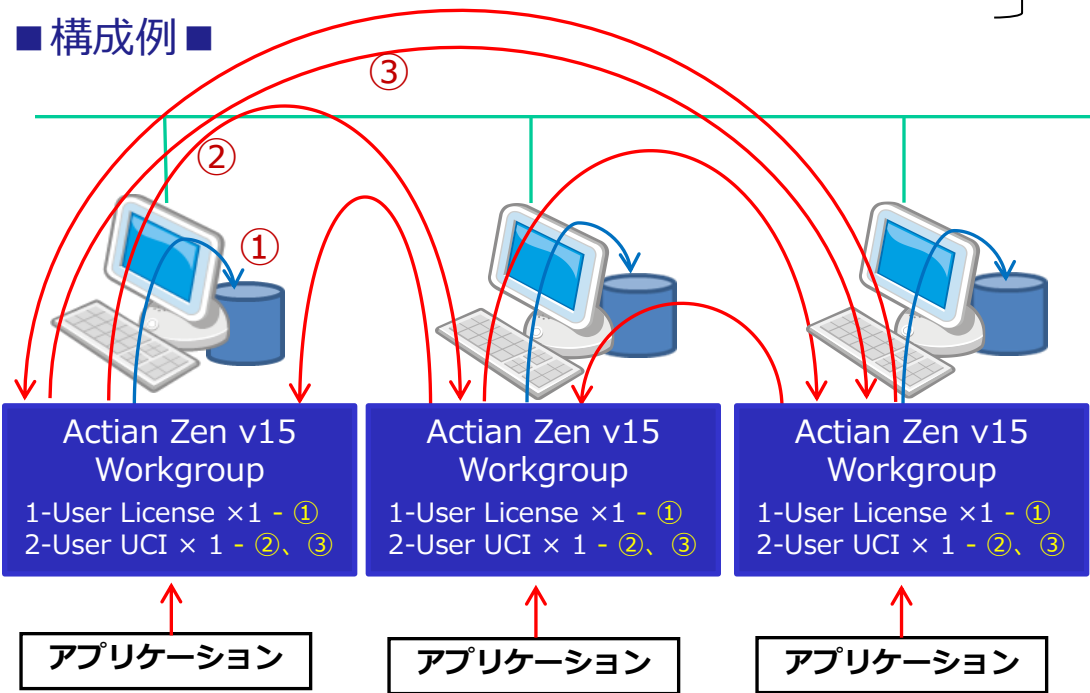 ■構成例■
③
②
①
Actian Zen v15
Workgroup
1-User License ×1 - ①
2-User UCI × 1 - ②、③
Actian Zen v15
Workgroup
1-User License ×1 - ①
2-User UCI × 1 - ②、③
Actian Zen v15
Workgroup
1-User License ×1 - ①
2-User UCI × 1 - ②、③
アプリケーション
アプリケーション
アプリケーション